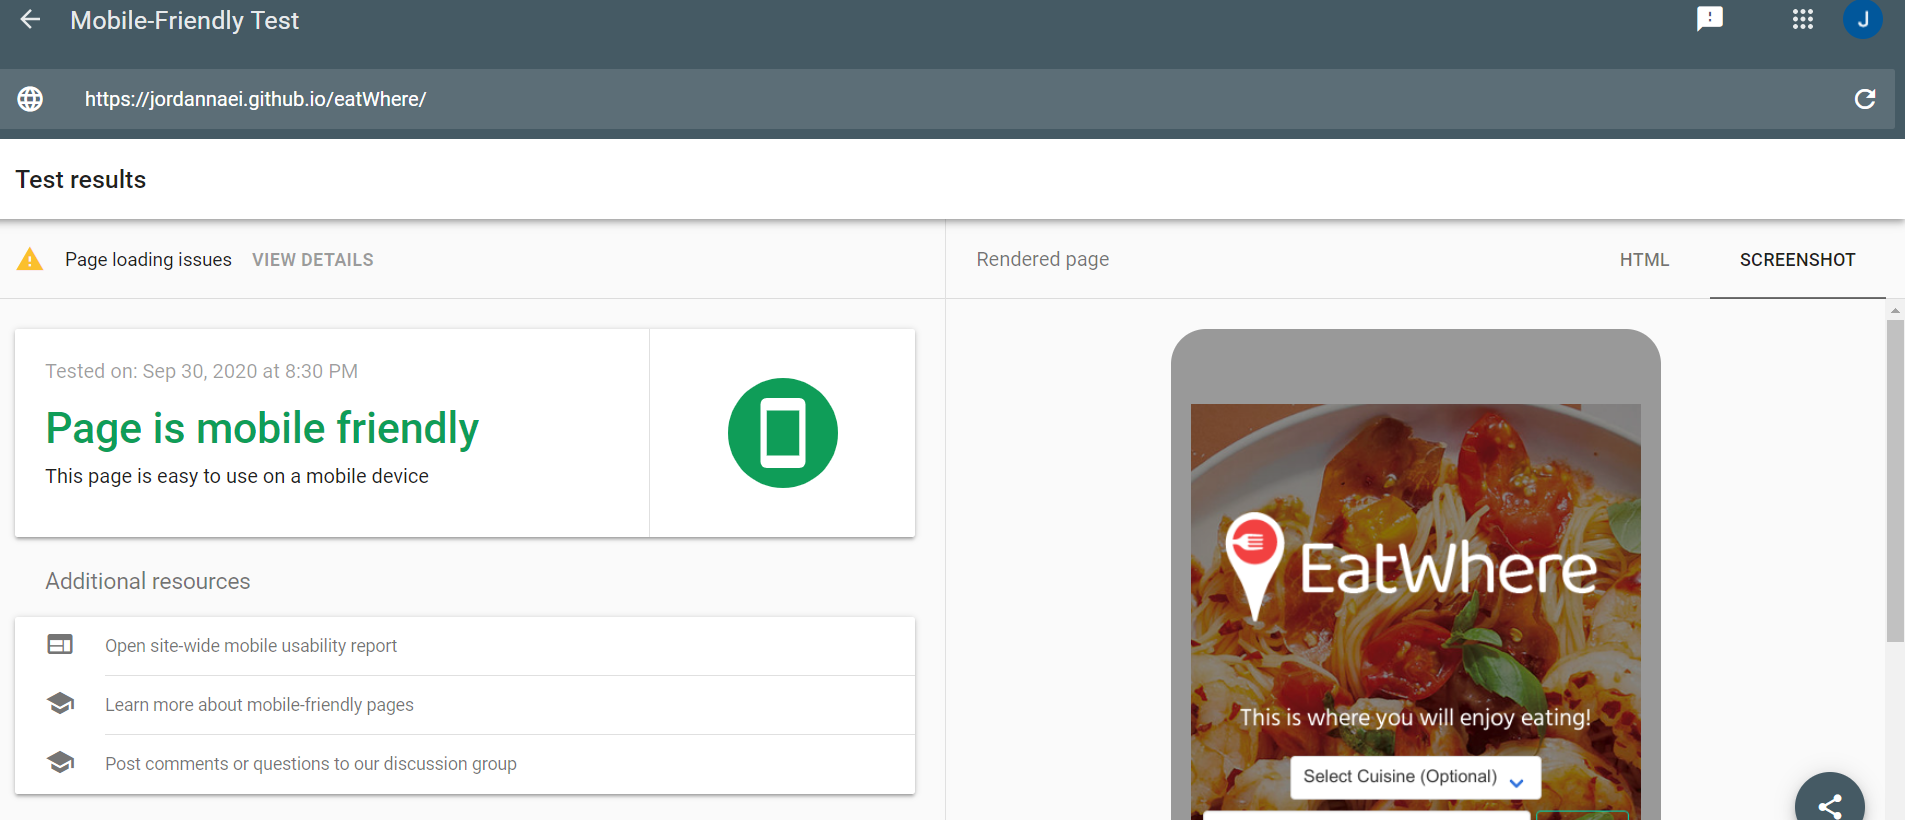 Mobile-Friendly Test
J
https://jordannaei.github.io/eatWhere/
Test results
Page loading issues VIEW DETAILS
Rendered page HTML SCREENSHOT
Tested on: Sep 30, 2020 at 8:30 PM
Page is mobile friendly
This page is easy to use on a mobile device
Additional resources
Open site-wide mobile usability report
Learn more about mobile-friendly pages
Post comments or questions to our discussion group
EatWhere
This is where you will enjoy eating!
Select Cuisine (Optional)